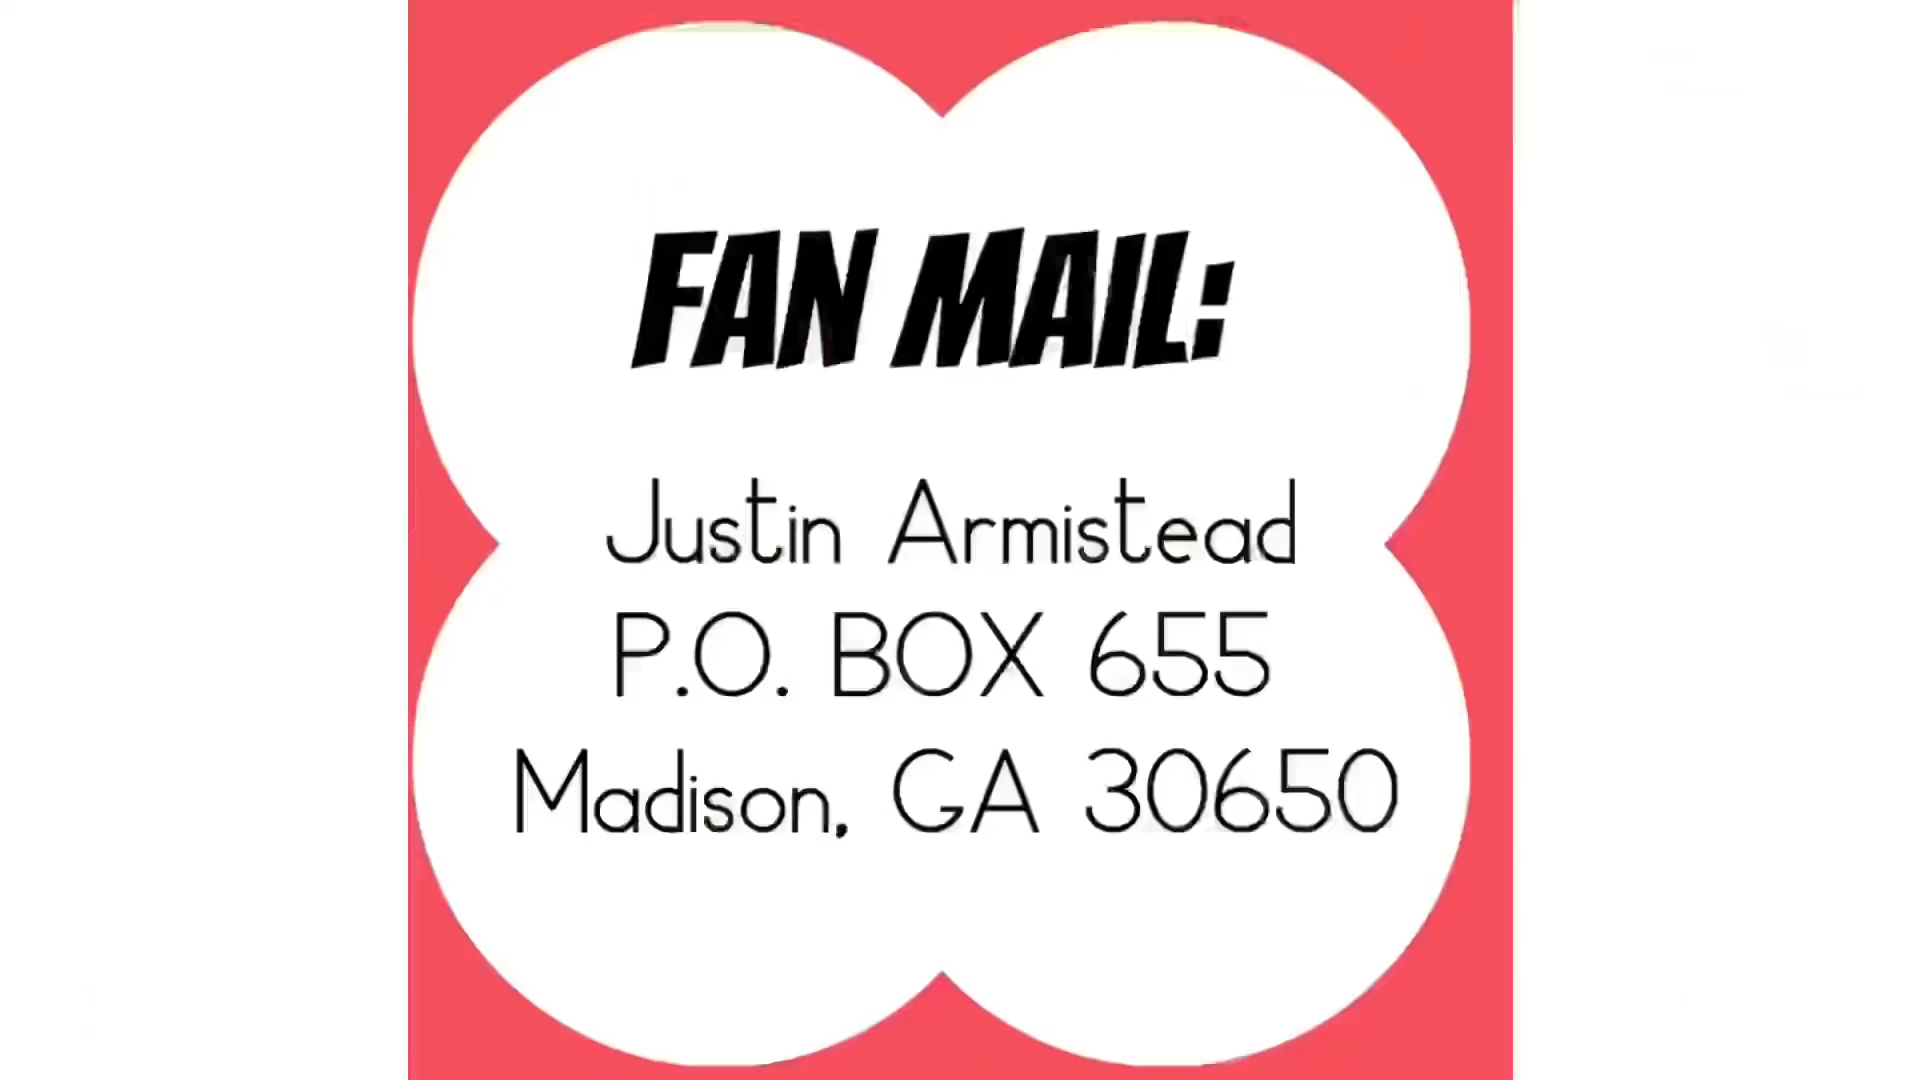 FAN MAIL:
Justin Armistead
P.O. BOX 655
Madison, GA 30650